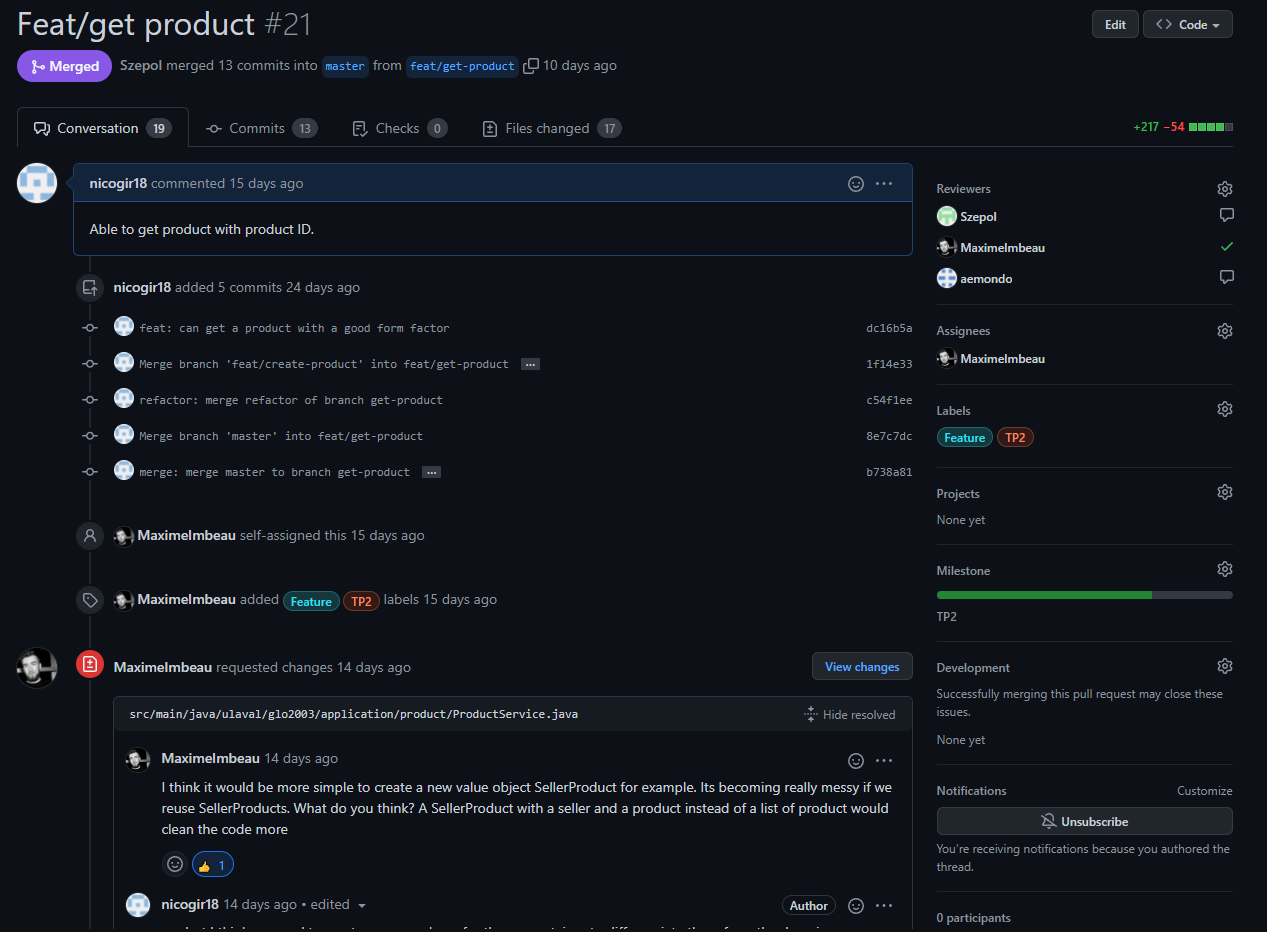 Feat/get product #21
Edit
Code
Merged
Szepol merged 13 commits into master from feat/get-product 10 days ago
Conversation 19
Commits 13
Checks 0
Files changed 17
+217 −54
nicogir18 commented 15 days ago
Able to get product with product ID.
nicogir18 added 5 commits 24 days ago
feat: can get a product with a good form factor dc16b5a
Merge branch 'feat/create-product' into feat/get-product … 1f14e33
refactor: merge refactor of branch get-product c54f1ee
Merge branch 'master' into feat/get-product 8e7c7dc
merge: merge master to branch get-product … b738a81
MaximeImbeau self-assigned this 15 days ago
MaximeImbeau added Feature TP2 labels 15 days ago
MaximeImbeau requested changes 14 days ago
View changes
src/main/java/ulaval/glo2003/application/product/ProductService.java
Hide resolved
MaximeImbeau 14 days ago
I think it would be more simple to create a new value object SellerProduct for example. Its becoming really messy if we
reuse SellerProducts. What do you think? A SellerProduct with a seller and a product instead of a list of product would
clean the code more
1
nicogir18 14 days ago • edited
Author
Reviewers
Szepol
MaximeImbeau
aemondo
Assignees
MaximeImbeau
Labels
Feature TP2
Projects
None yet
Milestone
TP2
Development
Successfully merging this pull request may close these
issues.
None yet
Notifications
Customize
Unsubscribe
You're receiving notifications because you authored the
thread.
0 participants